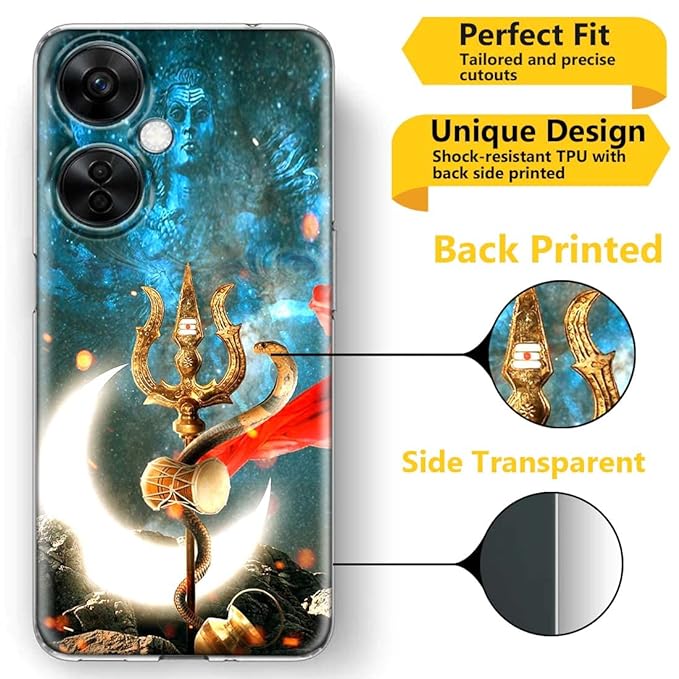 Perfect Fit
Tailored and precise
cutouts
Unique Design
Shock-resistant TPU with
back side printed
Back Printed
Side Transparent